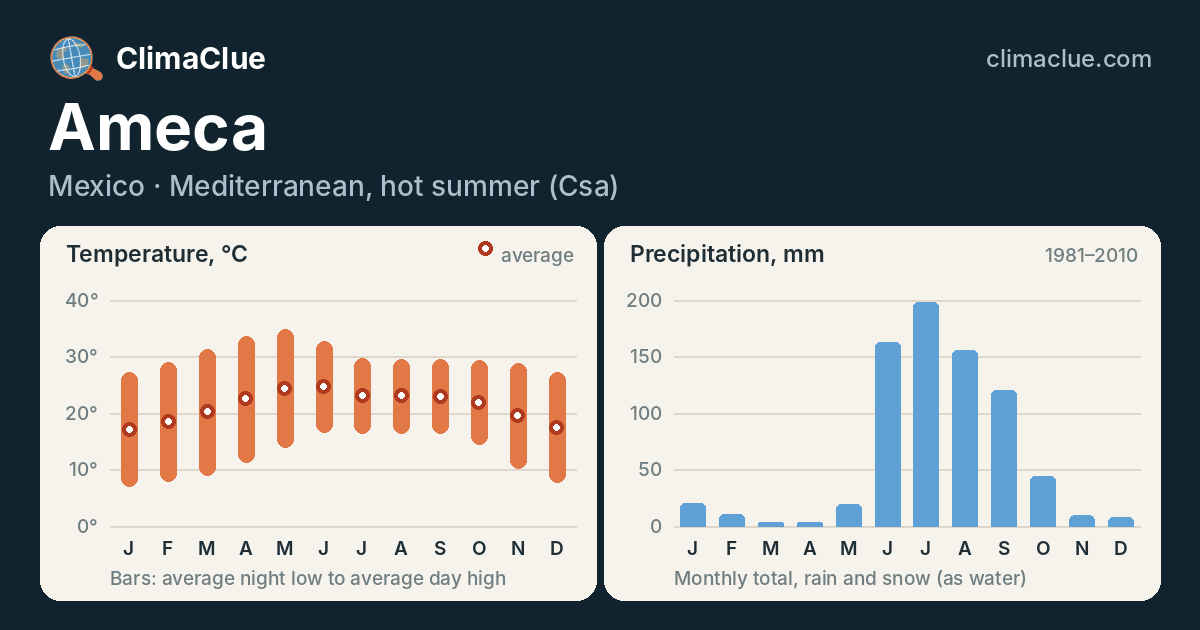 ClimaClue
climaclue.com
Ameca
Mexico · Mediterranean, hot summer (Csa)
Temperature, °C
average
40°
30°
20°
10°
0°
J F M A M J J A S O N D
Bars: average night low to average day high
Precipitation, mm
1981–2010
200
150
100
50
0
J F M A M J J A S O N D
Monthly total, rain and snow (as water)